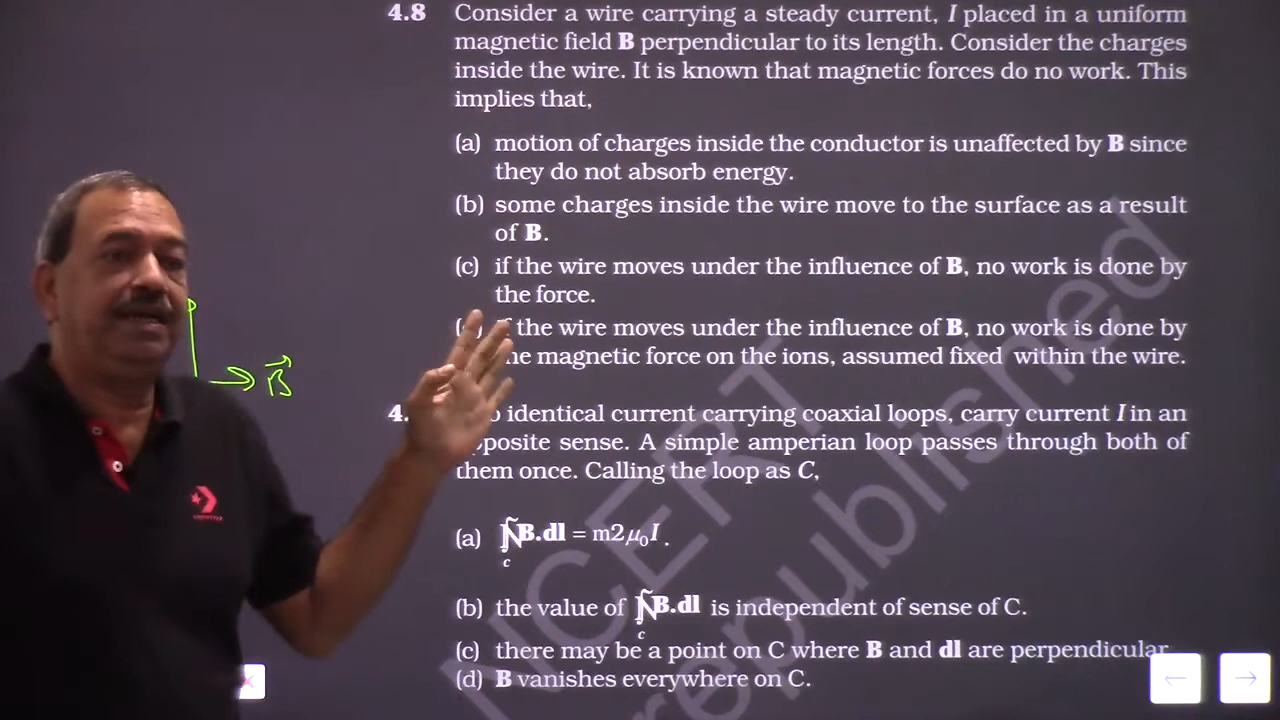 4.8 Consider a wire carrying a steady current, I placed in a uniform
magnetic field B perpendicular to its length. Consider the charges
inside the wire. It is known that magnetic forces do no work. This
implies that,
(a) motion of charges inside the conductor is unaffected by B since
they do not absorb energy.
(b) some charges inside the wire move to the surface as a result
of B.
(c) if the wire moves under the influence of B, no work is done by
the force.
the wire moves under the influence of B, no work is done by
magnetic force on the ions, assumed fixed within the wire.
→ B⃗
4. identical current carrying coaxial loops, carry current I in an
opposite sense. A simple amperian loop passes through both of
them once. Calling the loop as C,
(a) ∮B.dl = m2μ₀I.
c
(b) the value of ∮B.dl is independent of sense of C.
c
(c) there may be a point on C where B and dl are perpendicular
(d) B vanishes everywhere on C.
NCERT
republished
← →